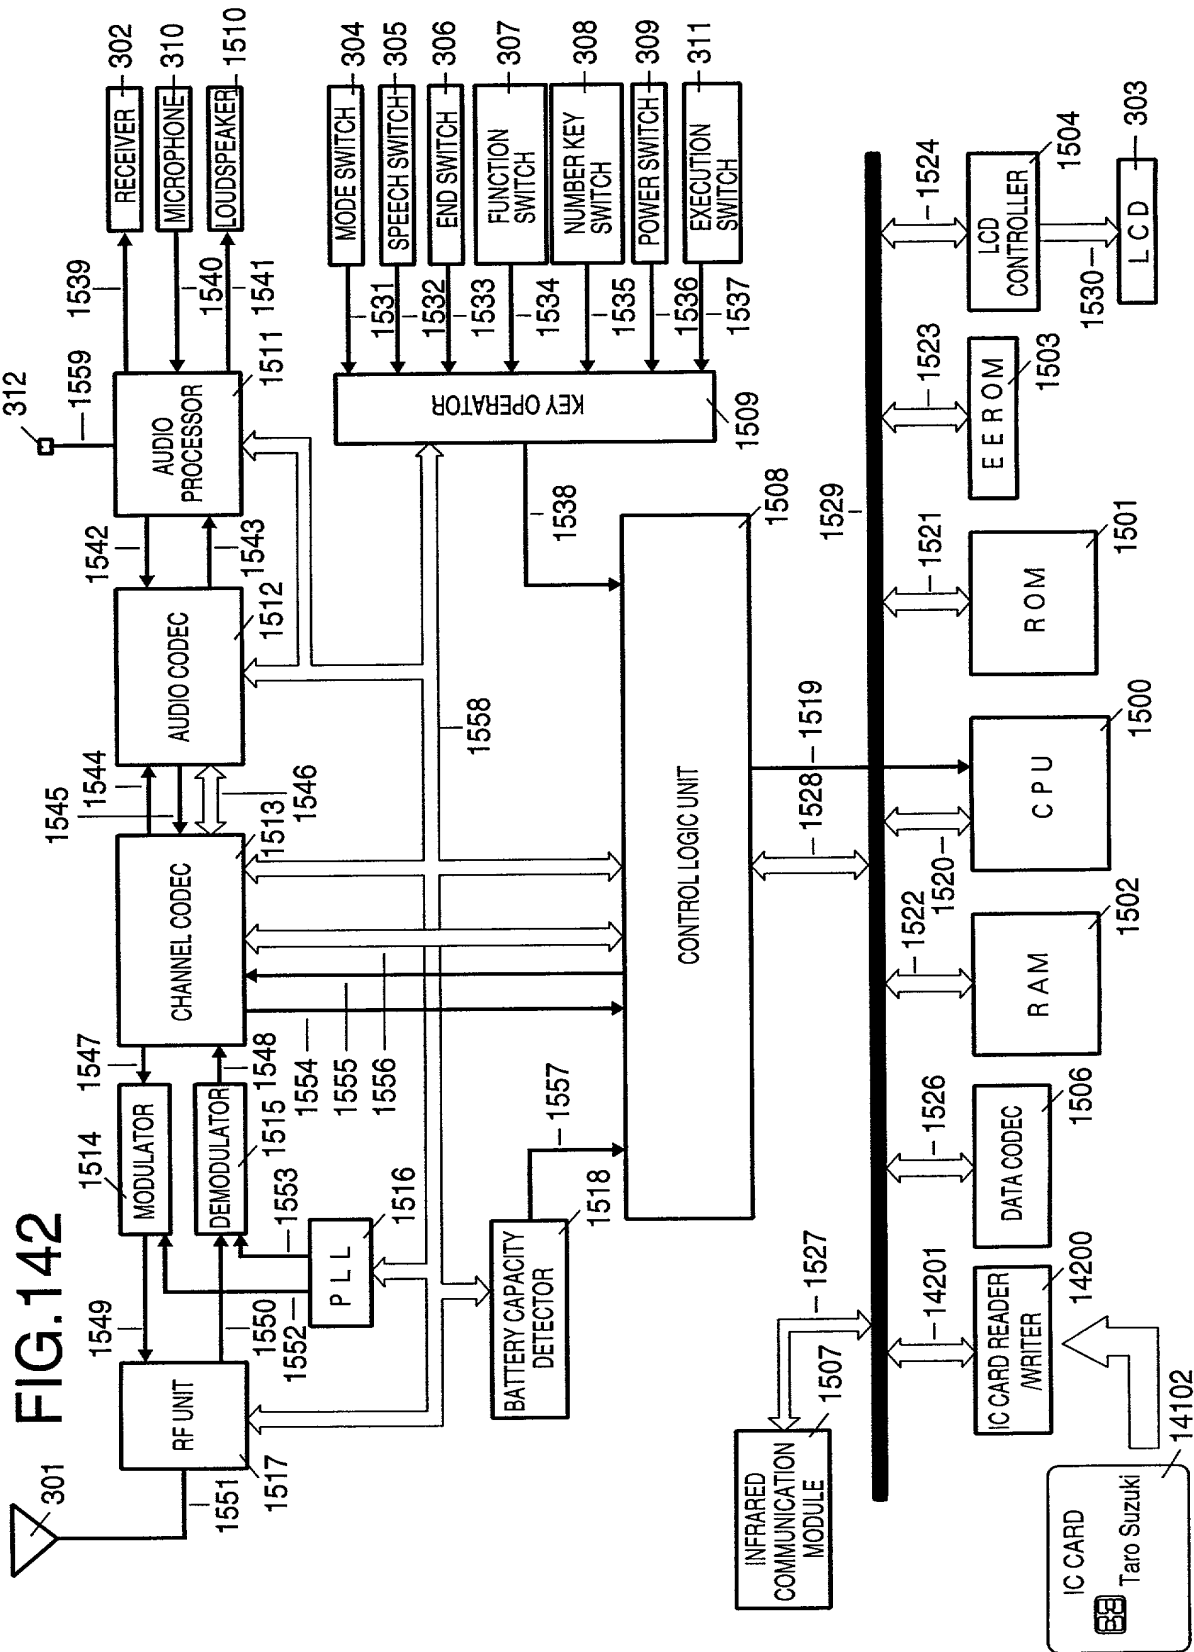 FIG.142
301
1551
RF UNIT
1517
1549
1550
1552
1514
MODULATOR
DEMODULATOR
1515
1553
P L L
1516
1547
1548
CHANNEL CODEC
1513
1554
1555
1556
1545
1544
1546
AUDIO CODEC
1512
1542
1543
312
1559
AUDIO
PROCESSOR
1511
1539
1540
1541
RECEIVER
302
MICROPHONE
310
LOUDSPEAKER
1510
MODE SWITCH
304
SPEECH SWITCH
305
END SWITCH
306
FUNCTION
SWITCH
307
NUMBER KEY
SWITCH
308
POWER SWITCH
309
EXECUTION
SWITCH
311
1531
1532
1533
1534
1535
1536
1537
KEY OPERATOR
1509
1538
1558
BATTERY CAPACITY
DETECTOR
1518
1557
CONTROL LOGIC UNIT
1508
1528
1519
1529
INFRARED
COMMUNICATION
MODULE
1507
1527
14201
1526
1522
1520
1521
1523
1524
IC CARD READER
/WRITER
14200
DATA CODEC
1506
RAM
1502
CPU
1500
ROM
1501
EEROM
1503
LCD
CONTROLLER
1504
1530
LCD
303
IC CARD
Taro Suzuki
14102